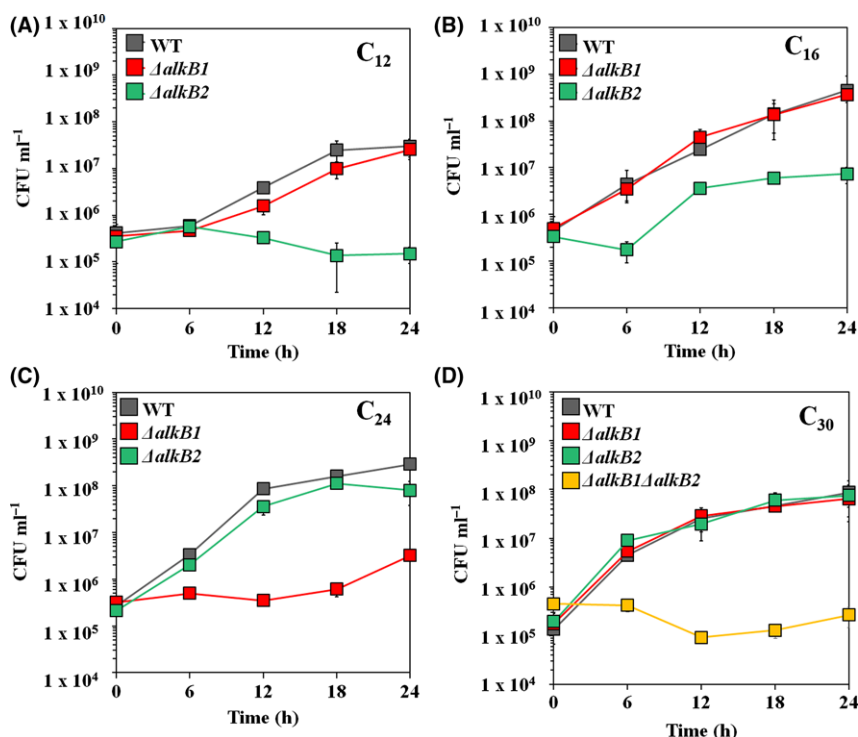 (A)
1 x 10^10
1 x 10^9
1 x 10^8
1 x 10^7
1 x 10^6
1 x 10^5
1 x 10^4
CFU ml⁻¹
WT
ΔalkB1
ΔalkB2
C₁₂
0 6 12 18 24
Time (h)
(B)
1 x 10^10
1 x 10^9
1 x 10^8
1 x 10^7
1 x 10^6
1 x 10^5
1 x 10^4
CFU ml⁻¹
WT
ΔalkB1
ΔalkB2
C₁₆
0 6 12 18 24
Time (h)
(C)
1 x 10^10
1 x 10^9
1 x 10^8
1 x 10^7
1 x 10^6
1 x 10^5
1 x 10^4
CFU ml⁻¹
WT
ΔalkB1
ΔalkB2
C₂₄
0 6 12 18 24
Time (h)
(D)
1 x 10^10
1 x 10^9
1 x 10^8
1 x 10^7
1 x 10^6
1 x 10^5
1 x 10^4
CFU ml⁻¹
WT
ΔalkB1
ΔalkB2
ΔalkB1ΔalkB2
C₃₀
0 6 12 18 24
Time (h)